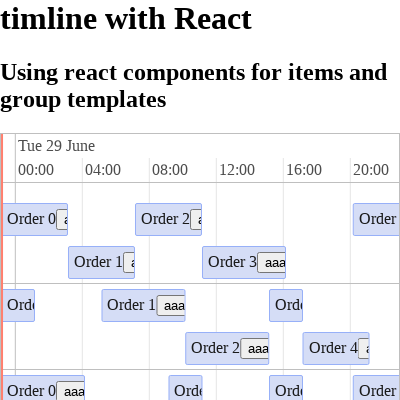 timline with React
Using react components for items and
group templates
Tue 29 June
00:00 04:00 08:00 12:00 16:00 20:00
Order 0 Order 2 Order
Order 1 Order 3 aaa
Order 1 aaa
Order 2 aaa Order 4
Order 0 aaa Order